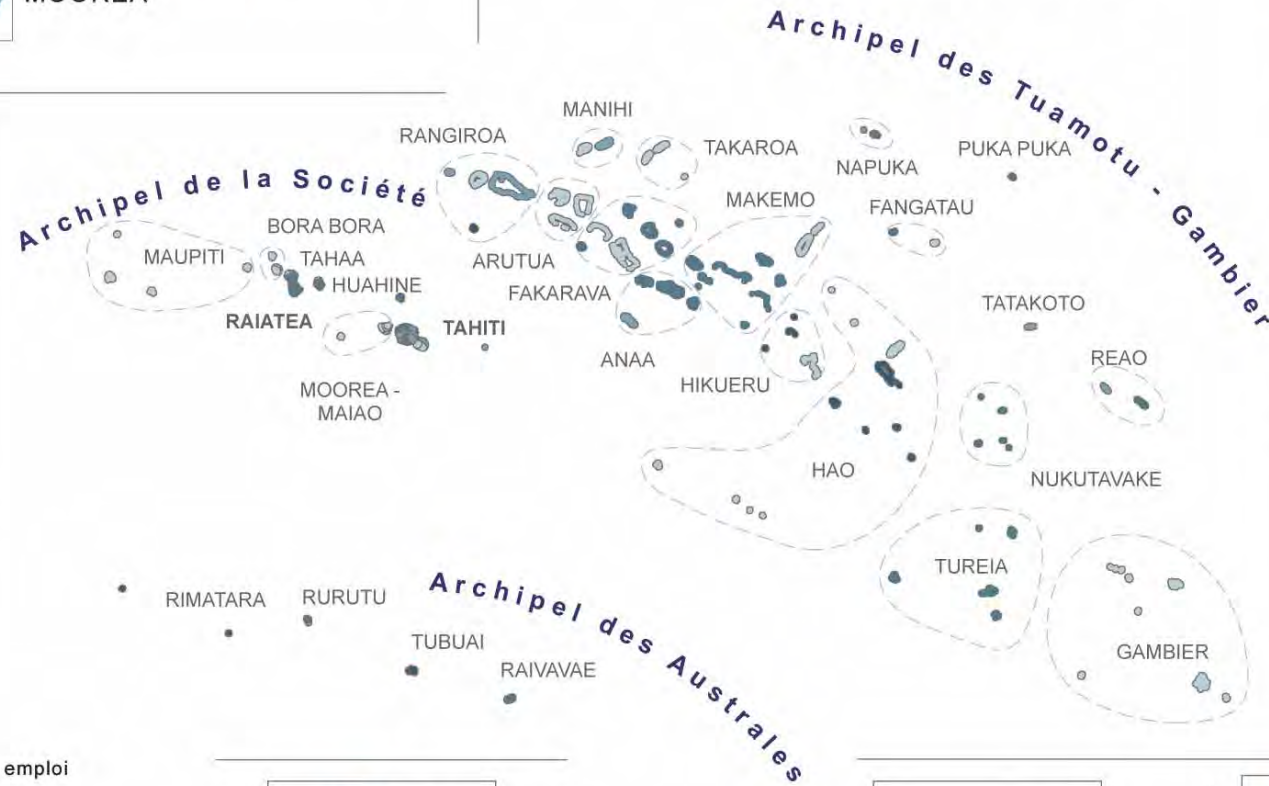 MOOREA
Archipel des Tuamotu - Gambier
MANIHI
RANGIROA
TAKAROA
NAPUKA
PUKA PUKA
Archipel de la Société
MAKEMO
FANGATAU
BORA BORA
MAUPITI
TAHAA
ARUTUA
HUAHINE
FAKARAVA
TATAKOTO
RAIATEA
TAHITI
ANAA
REAO
HIKUERU
MOOREA -
MAIAO
HAO
NUKUTAVAKE
TUREIA
Archipel des Australes
RIMATARA
RURUTU
TUBUAI
GAMBIER
RAIVAVAE
emploi